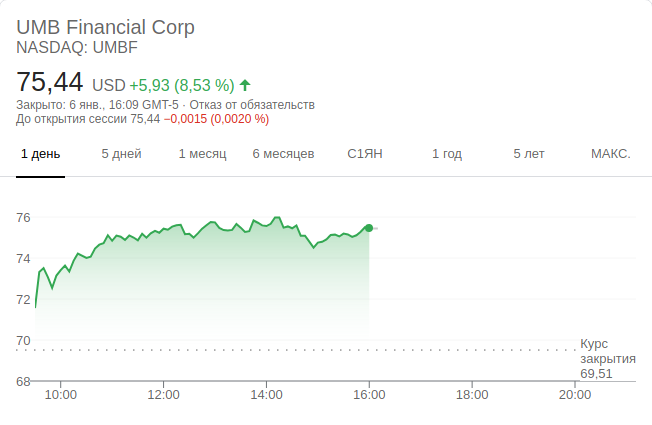 UMB Financial Corp
NASDAQ: UMBF
75,44 USD +5,93 (8,53 %)
Закрыто: 6 янв., 16:09 GMT-5 · Отказ от обязательств
До открытия сессии 75,44 −0,0015 (0,0020 %)
1 день 5 дней 1 месяц 6 месяцев С1ЯН 1 год 5 лет МАКС.
76
74
72
70
Курс
закрытия
69,51
68
10:00 12:00 14:00 16:00 18:00 20:00